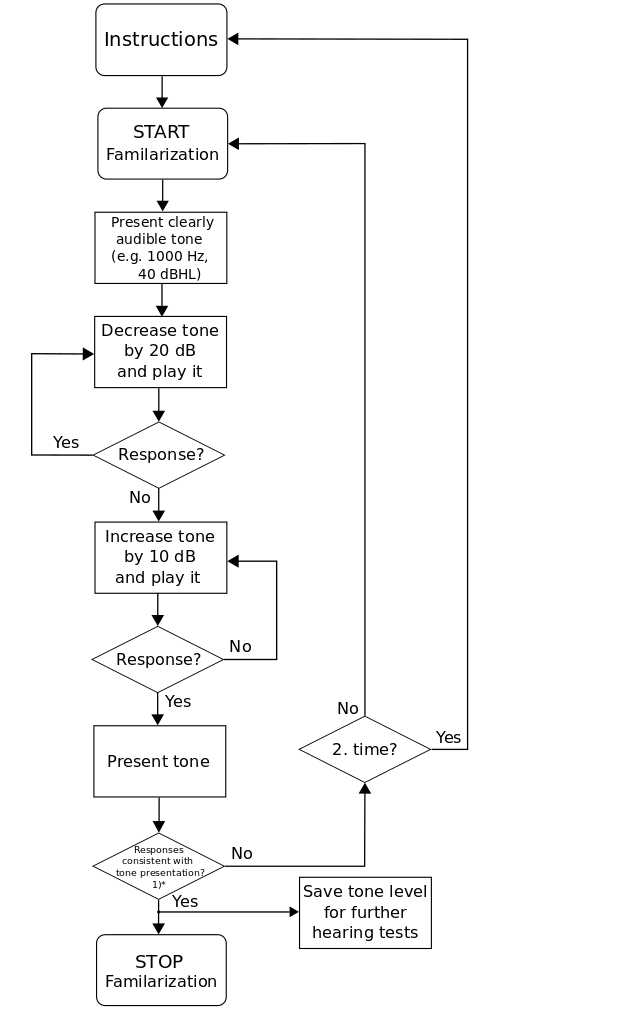 Instructions
START
Familarization
Present clearly
audible tone
(e.g. 1000 Hz,
40 dBHL)
Decrease tone
by 20 dB
and play it
Yes
Response?
No
Increase tone
by 10 dB
and play it
No
Response?
Yes
Present tone
No
2. time?
Yes
Responses
consistent with
tone presentation?
1)*
No
Yes
Save tone level
for further
hearing tests
STOP
Familarization